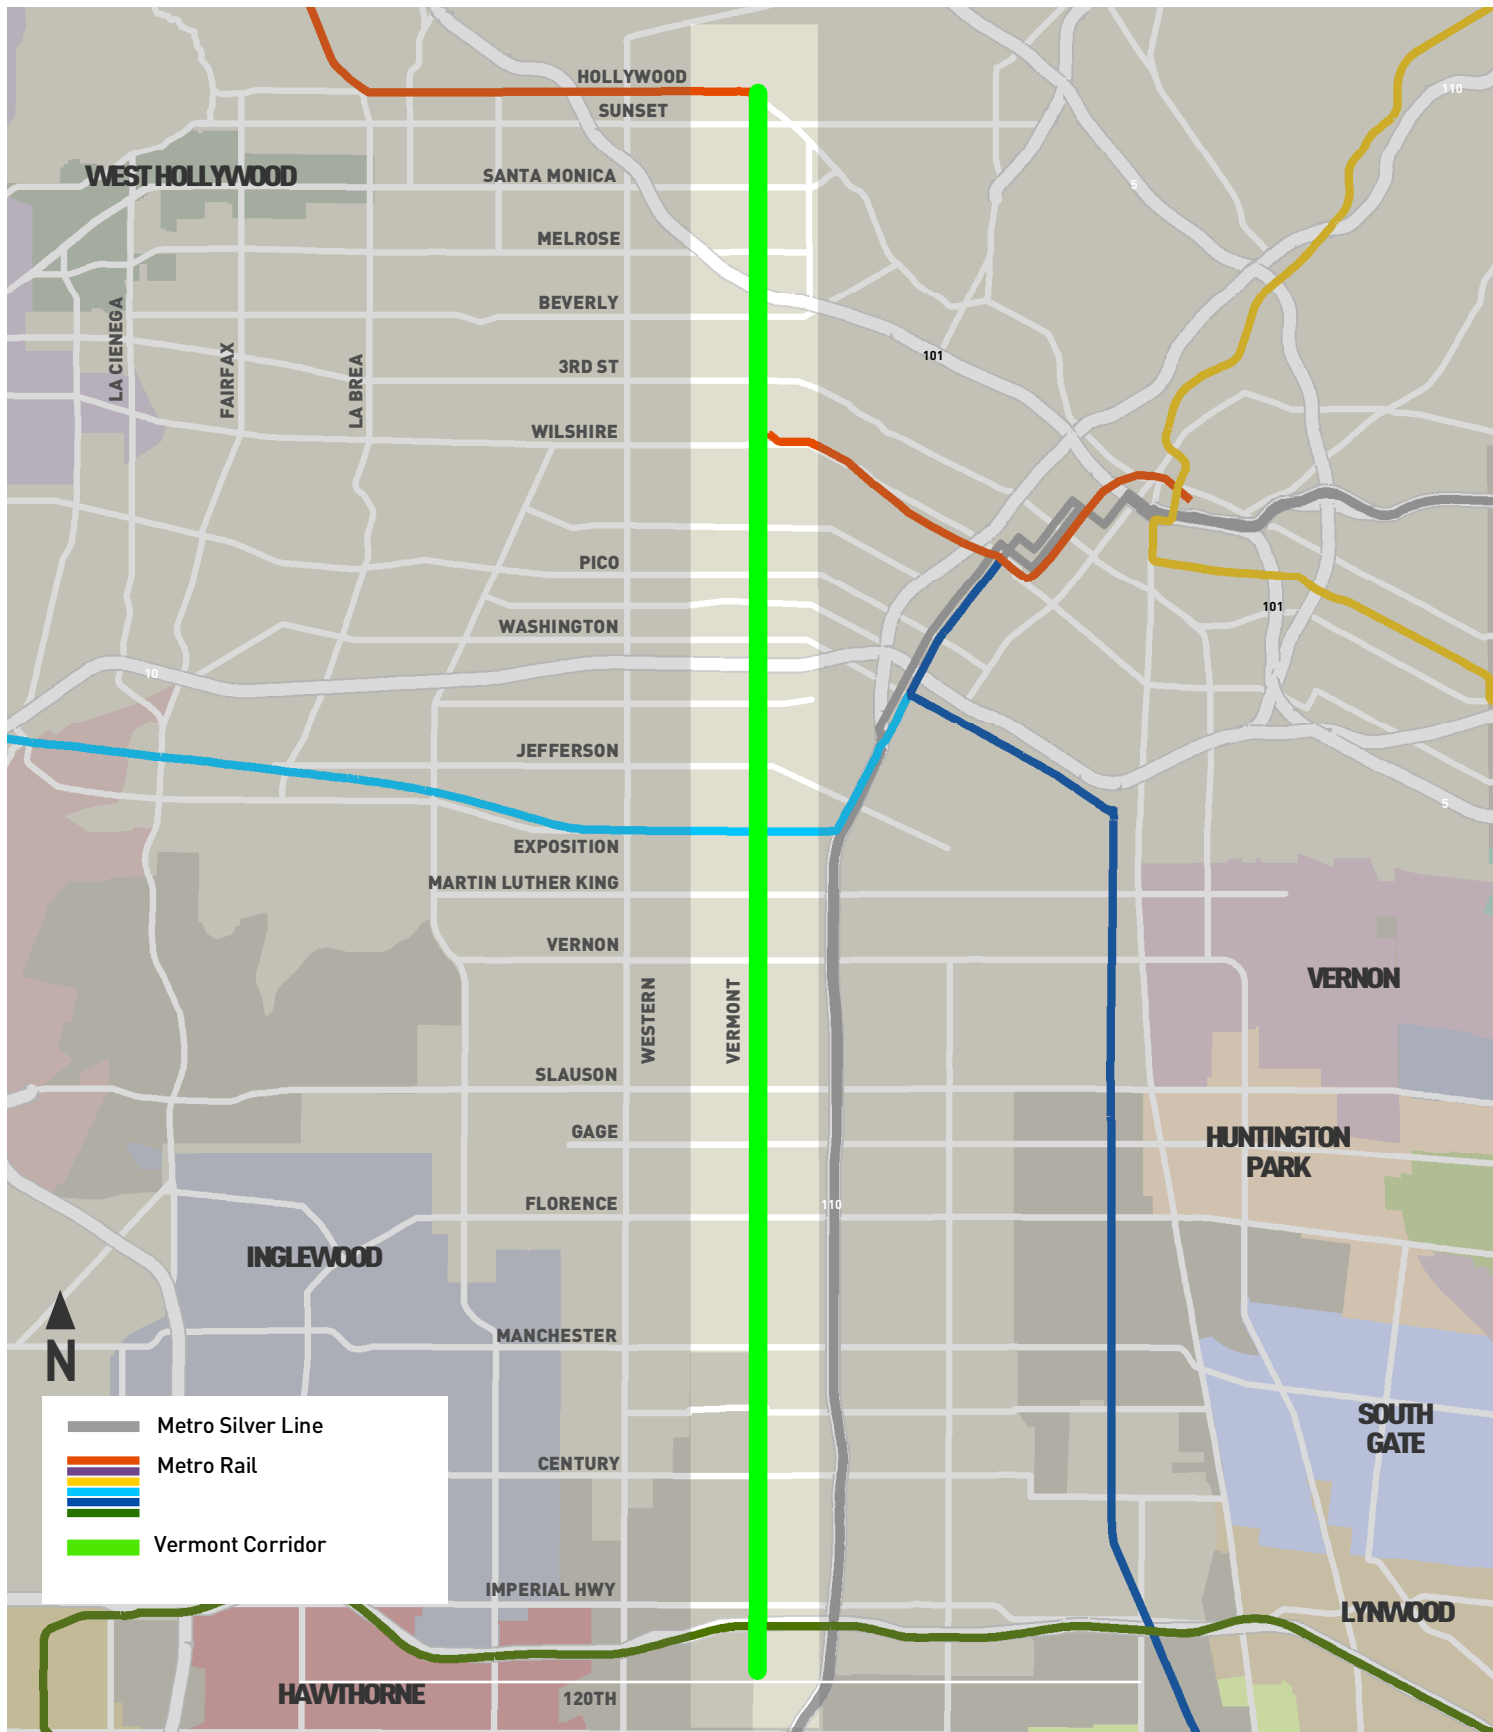 HOLLYWOOD
110
SUNSET
WEST HOLLYWOOD
SANTA MONICA
5
MELROSE
BEVERLY
LA CIENEGA
FAIRFAX
LA BREA
101
3RD ST
WILSHIRE
PICO
101
WASHINGTON
10
JEFFERSON
5
EXPOSITION
MARTIN LUTHER KING
VERNON
WESTERN
VERMONT
VERNON
SLAUSON
GAGE
HUNTINGTON
PARK
FLORENCE
110
INGLEWOOD
MANCHESTER
N
SOUTH
GATE
Metro Silver Line
Metro Rail
CENTURY
Vermont Corridor
IMPERIAL HWY
LYNWOOD
HAWTHORNE
120TH